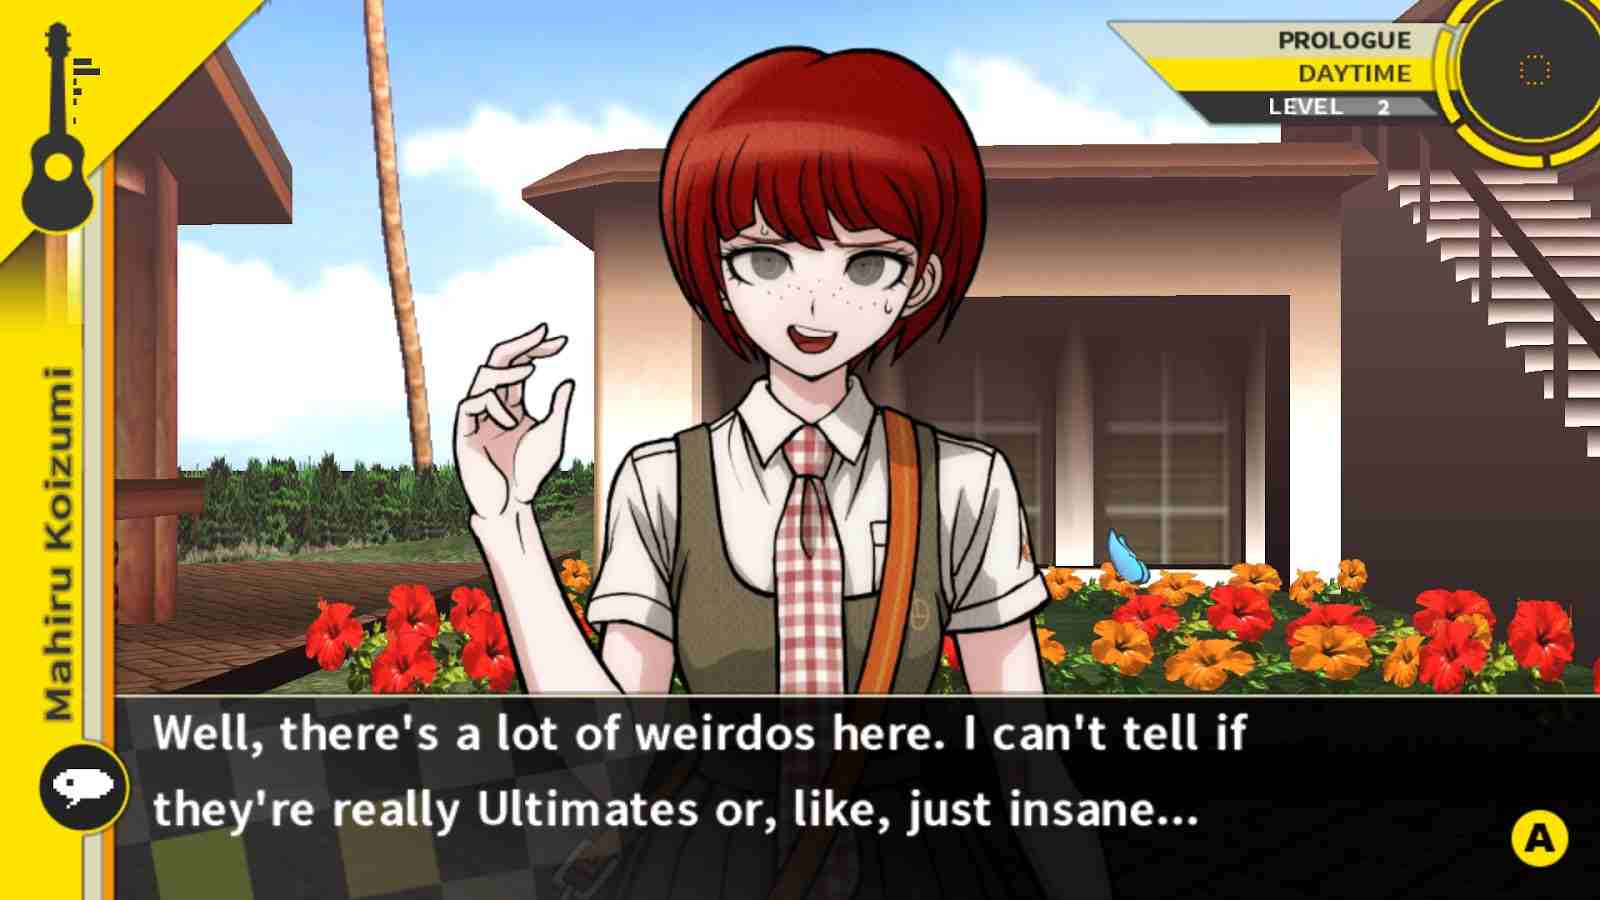 PROLOGUE
DAYTIME
LEVEL 2
Mahiru Koizumi
Well, there's a lot of weirdos here. I can't tell if
they're really Ultimates or, like, just insane...
A